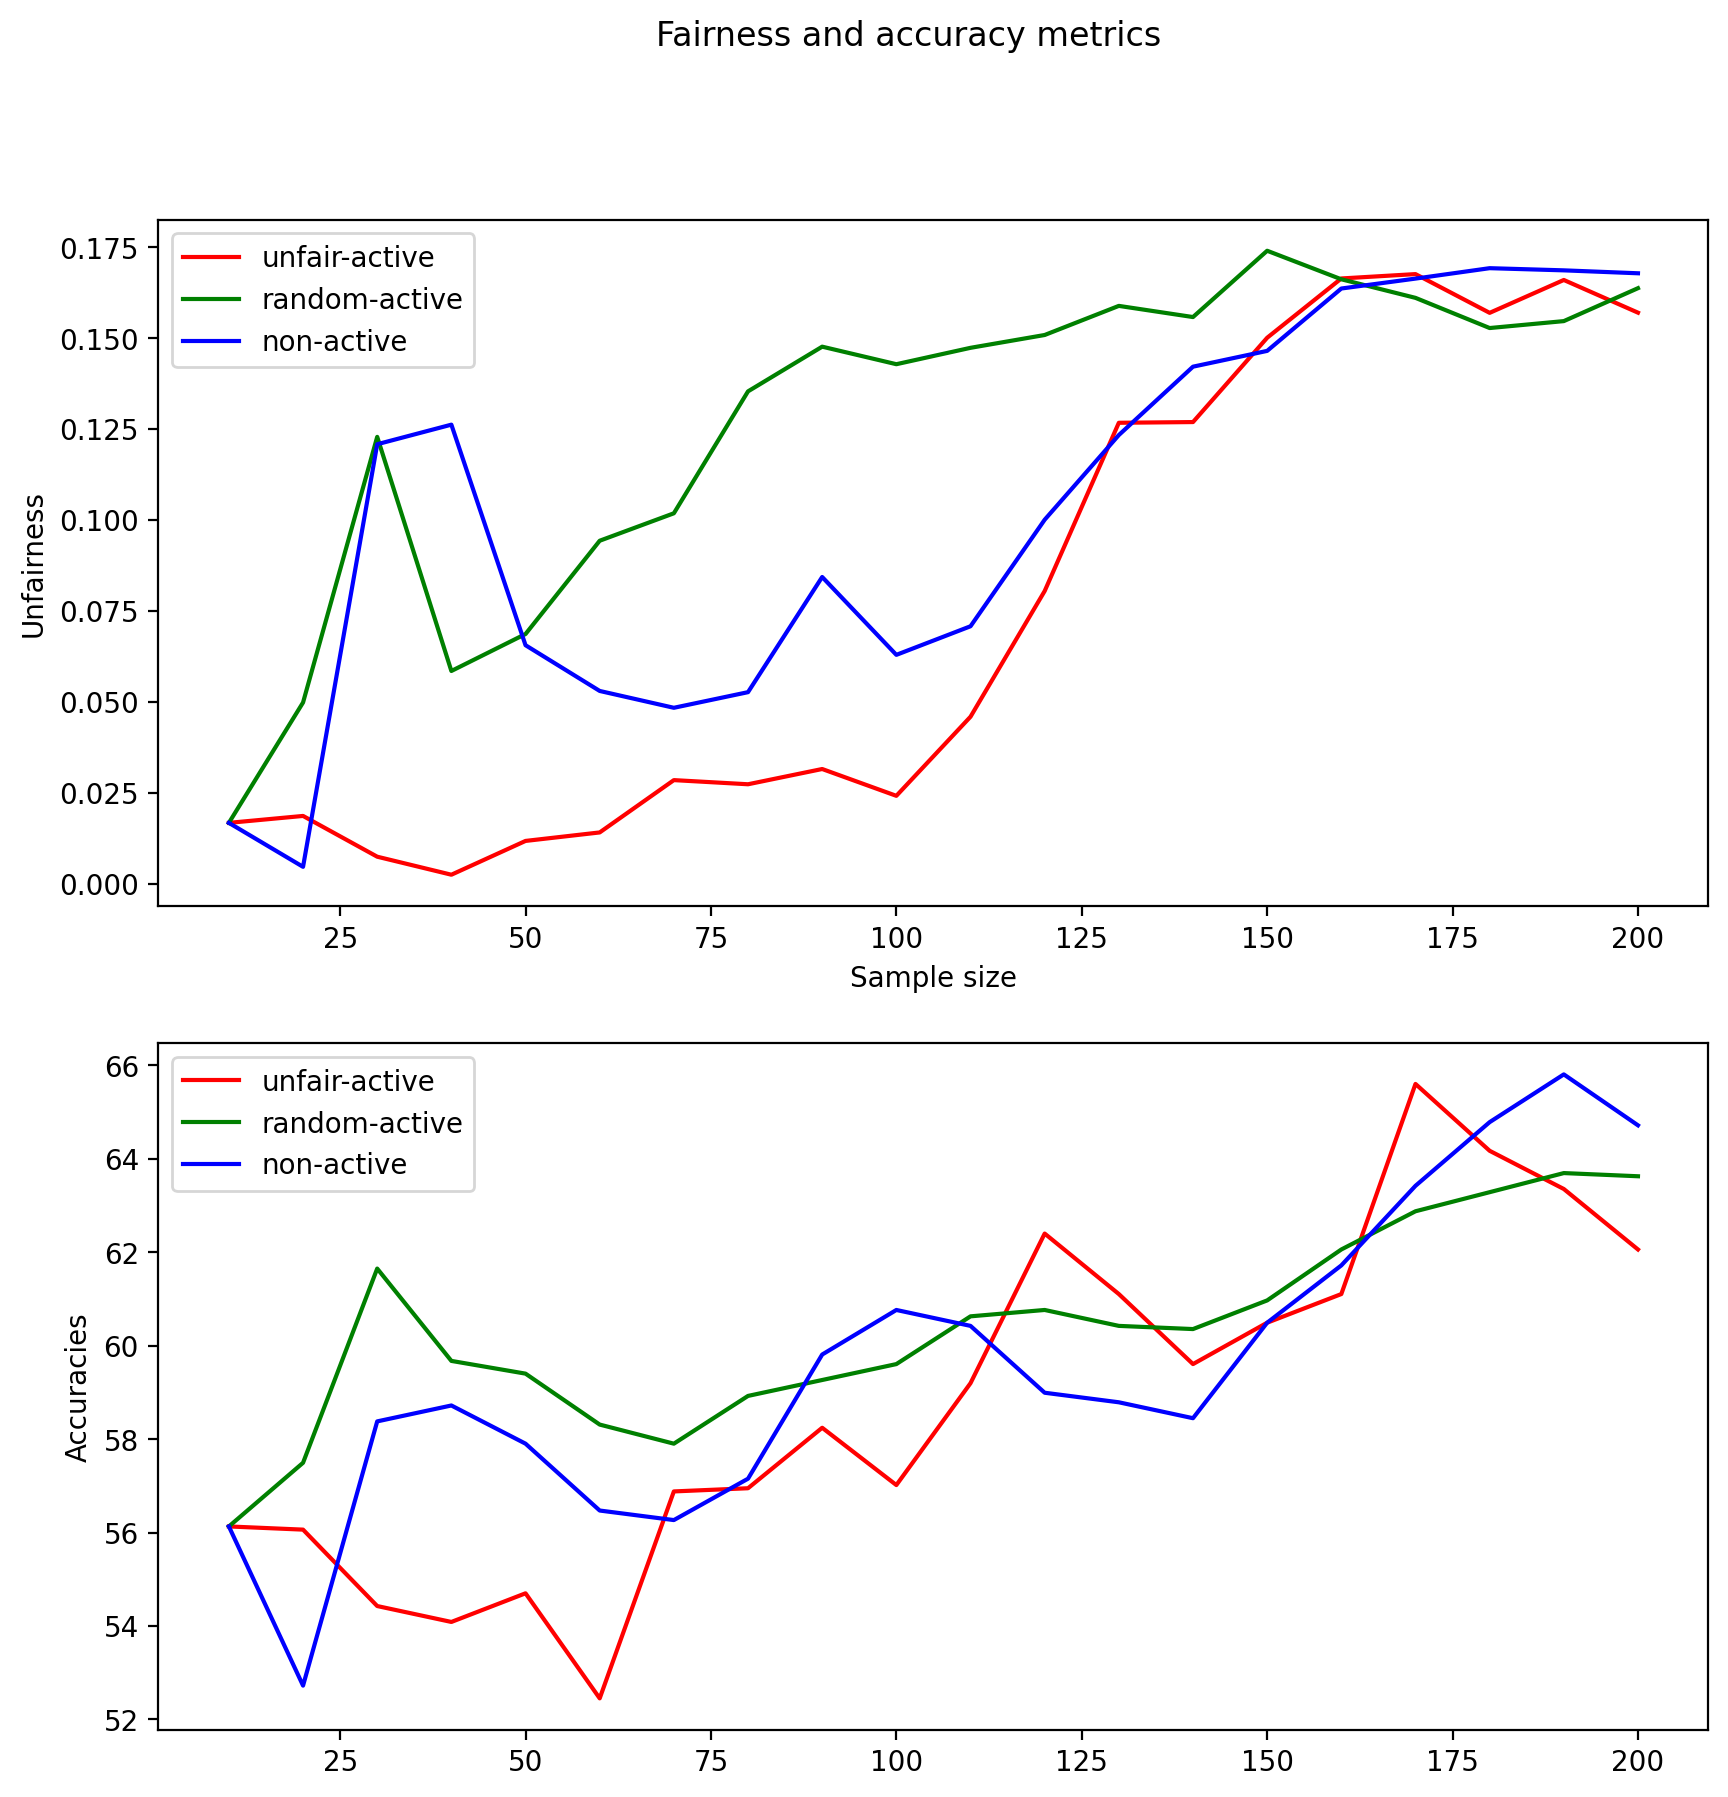 Fairness and accuracy metrics
0.175
0.150
0.125
0.100
0.075
0.050
0.025
0.000
Unfairness
unfair-active
random-active
non-active
25 50 75 100 125 150 175 200
Sample size
66
64
62
60
58
56
54
52
Accuracies
unfair-active
random-active
non-active
25 50 75 100 125 150 175 200